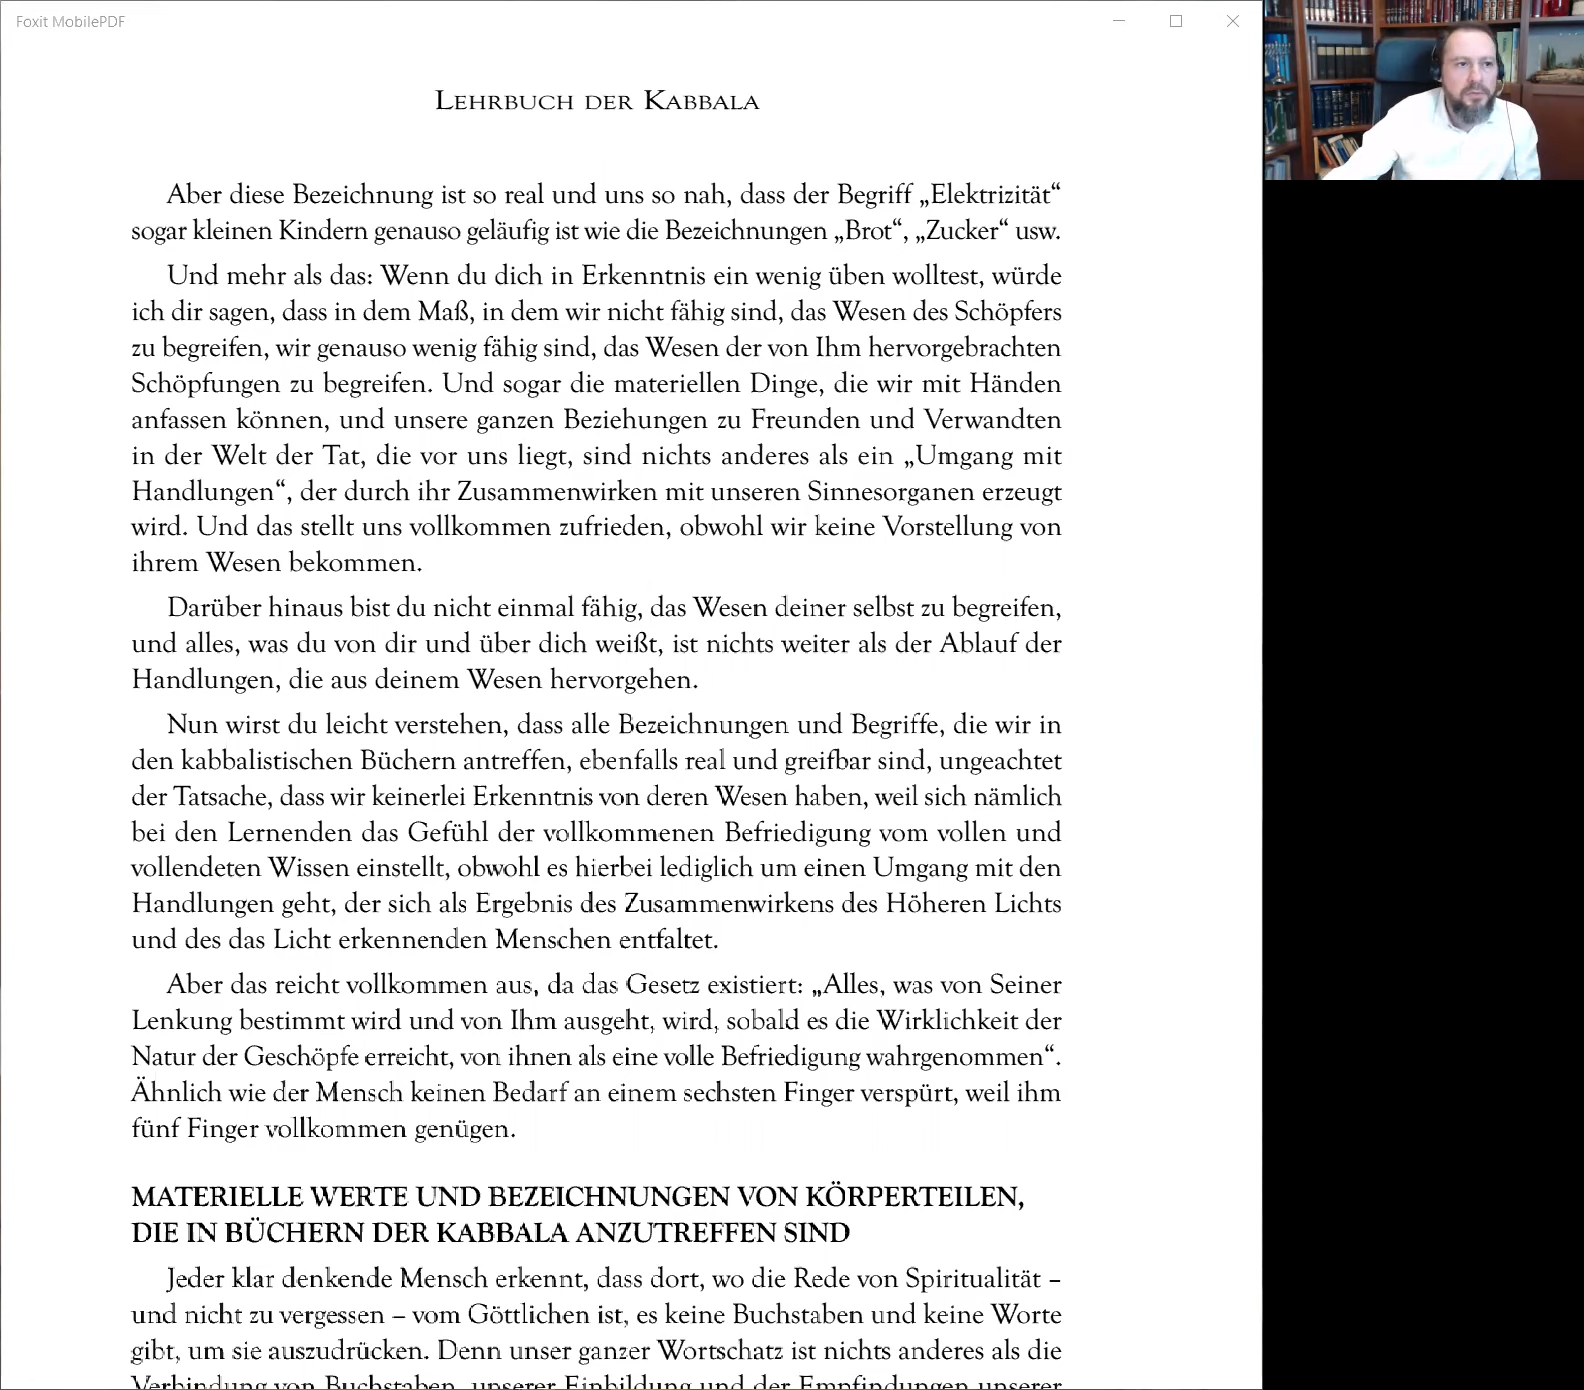 Foxit MobilePDF
LEHRBUCH DER KABBALA
Aber diese Bezeichnung ist so real und uns so nah, dass der Begriff „Elektrizität“
sogar kleinen Kindern genauso geläufig ist wie die Bezeichnungen „Brot“, „Zucker“ usw.
Und mehr als das: Wenn du dich in Erkenntnis ein wenig üben wolltest, würde
ich dir sagen, dass in dem Maß, in dem wir nicht fähig sind, das Wesen des Schöpfers
zu begreifen, wir genauso wenig fähig sind, das Wesen der von Ihm hervorgebrachten
Schöpfungen zu begreifen. Und sogar die materiellen Dinge, die wir mit Händen
anfassen können, und unsere ganzen Beziehungen zu Freunden und Verwandten
in der Welt der Tat, die vor uns liegt, sind nichts anderes als ein „Umgang mit
Handlungen“, der durch ihr Zusammenwirken mit unseren Sinnesorganen erzeugt
wird. Und das stellt uns vollkommen zufrieden, obwohl wir keine Vorstellung von
ihrem Wesen bekommen.
Darüber hinaus bist du nicht einmal fähig, das Wesen deiner selbst zu begreifen,
und alles, was du von dir und über dich weißt, ist nichts weiter als der Ablauf der
Handlungen, die aus deinem Wesen hervorgehen.
Nun wirst du leicht verstehen, dass alle Bezeichnungen und Begriffe, die wir in
den kabbalistischen Büchern antreffen, ebenfalls real und greifbar sind, ungeachtet
der Tatsache, dass wir keinerlei Erkenntnis von deren Wesen haben, weil sich nämlich
bei den Lernenden das Gefühl der vollkommenen Befriedigung vom vollen und
vollendeten Wissen einstellt, obwohl es hierbei lediglich um einen Umgang mit den
Handlungen geht, der sich als Ergebnis des Zusammenwirkens des Höheren Lichts
und des das Licht erkennenden Menschen entfaltet.
Aber das reicht vollkommen aus, da das Gesetz existiert: „Alles, was von Seiner
Lenkung bestimmt wird und von Ihm ausgeht, wird, sobald es die Wirklichkeit der
Natur der Geschöpfe erreicht, von ihnen als eine volle Befriedigung wahrgenommen“.
Ähnlich wie der Mensch keinen Bedarf an einem sechsten Finger verspürt, weil ihm
fünf Finger vollkommen genügen.
MATERIELLE WERTE UND BEZEICHNUNGEN VON KÖRPERTEILEN,
DIE IN BÜCHERN DER KABBALA ANZUTREFFEN SIND
Jeder klar denkende Mensch erkennt, dass dort, wo die Rede von Spiritualität –
und nicht zu vergessen – vom Göttlichen ist, es keine Buchstaben und keine Worte
gibt, um sie auszudrücken. Denn unser ganzer Wortschatz ist nichts anderes als die
Verbindung von Buchstaben, unserer Einbildung und der Empfindungen unserer